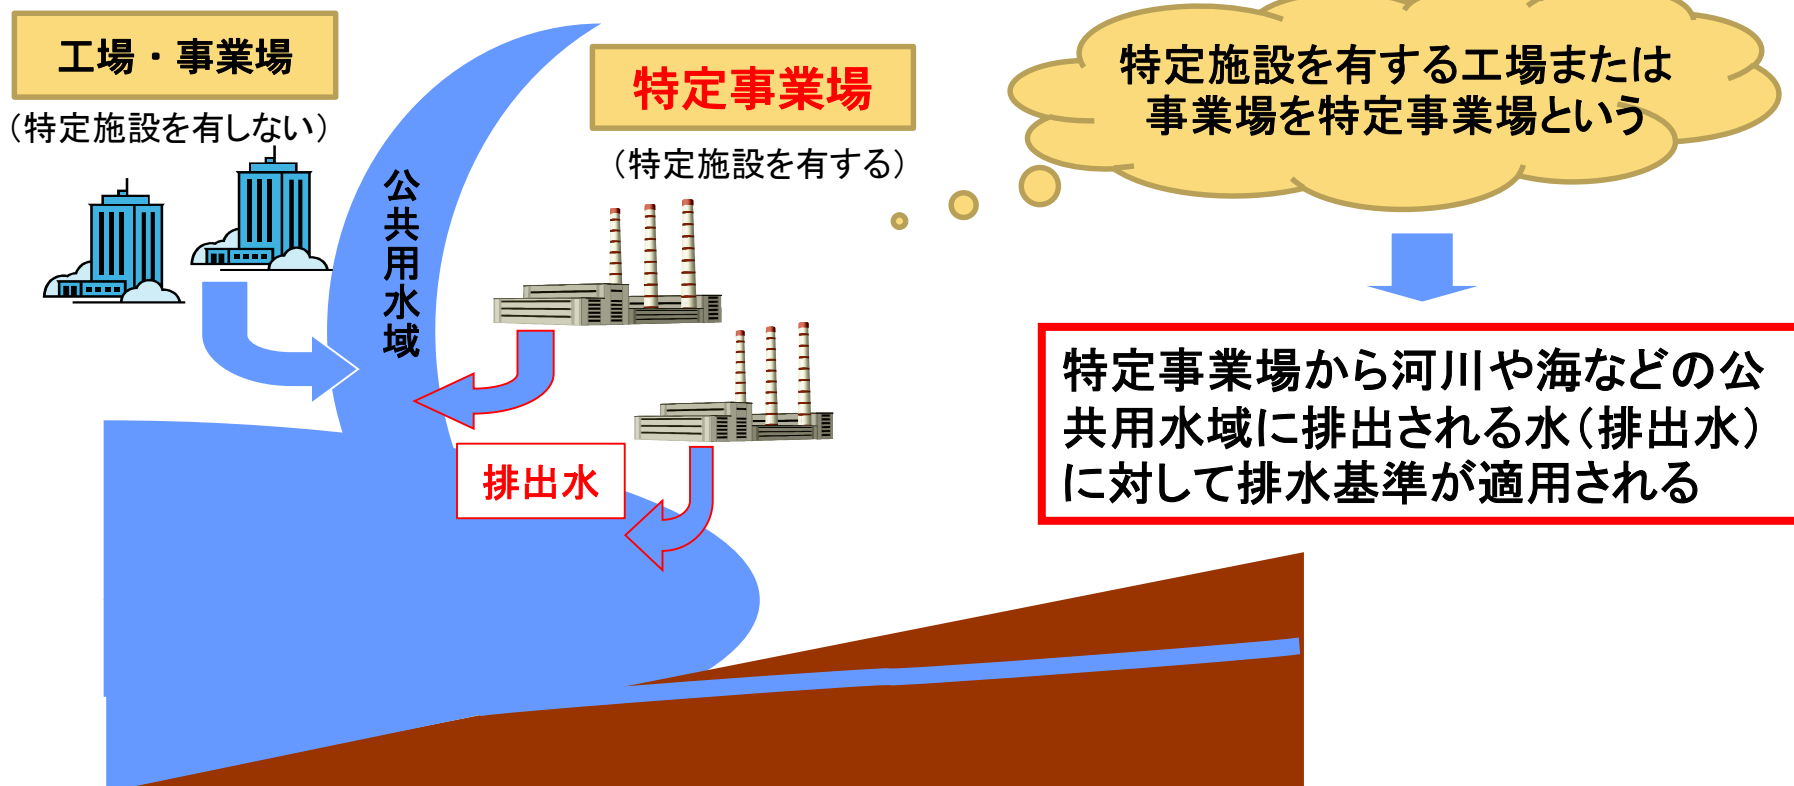 工場・事業場
（特定施設を有しない）
公共用水域
特定事業場
（特定施設を有する）
排出水
特定施設を有する工場または
事業場を特定事業場という
特定事業場から河川や海などの公
共用水域に排出される水（排出水）
に対して排水基準が適用される